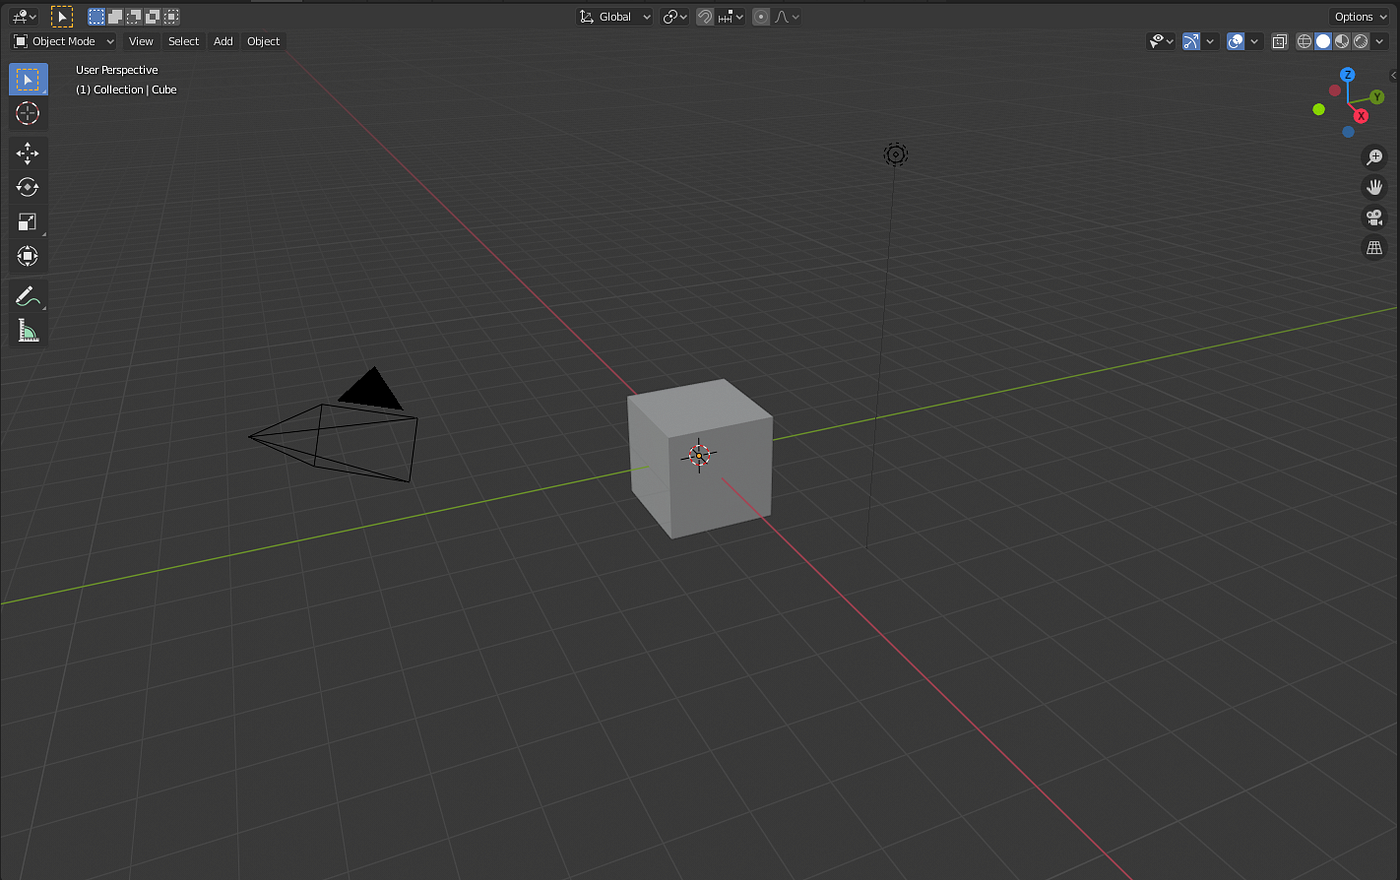 Global
Options
Object Mode
View
Select
Add
Object
User Perspective
(1) Collection | Cube
Z
Y
X